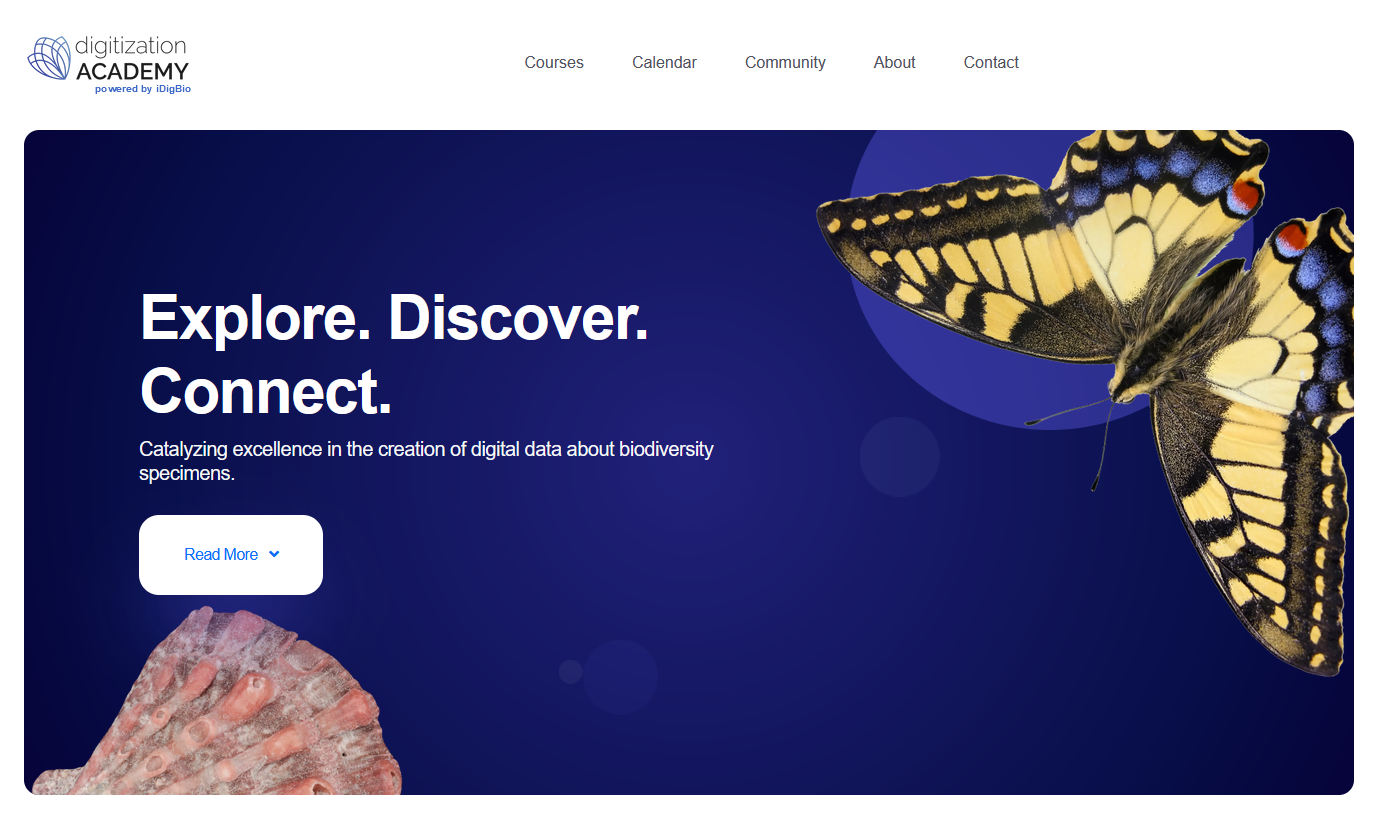 digitization
ACADEMY
powered by iDigBio
Courses Calendar Community About Contact
Explore. Discover.
Connect.
Catalyzing excellence in the creation of digital data about biodiversity
specimens.
Read More